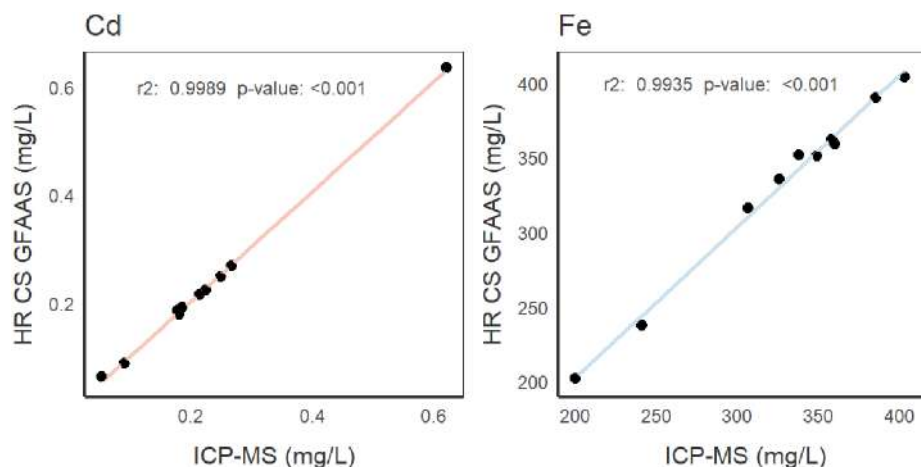 Cd
r2: 0.9989 p-value: <0.001
HR CS GFAAS (mg/L)
0.6
0.4
0.2
0.2 0.4 0.6
ICP-MS (mg/L)
Fe
r2: 0.9935 p-value: <0.001
HR CS GFAAS (mg/L)
400
350
300
250
200
200 250 300 350 400
ICP-MS (mg/L)